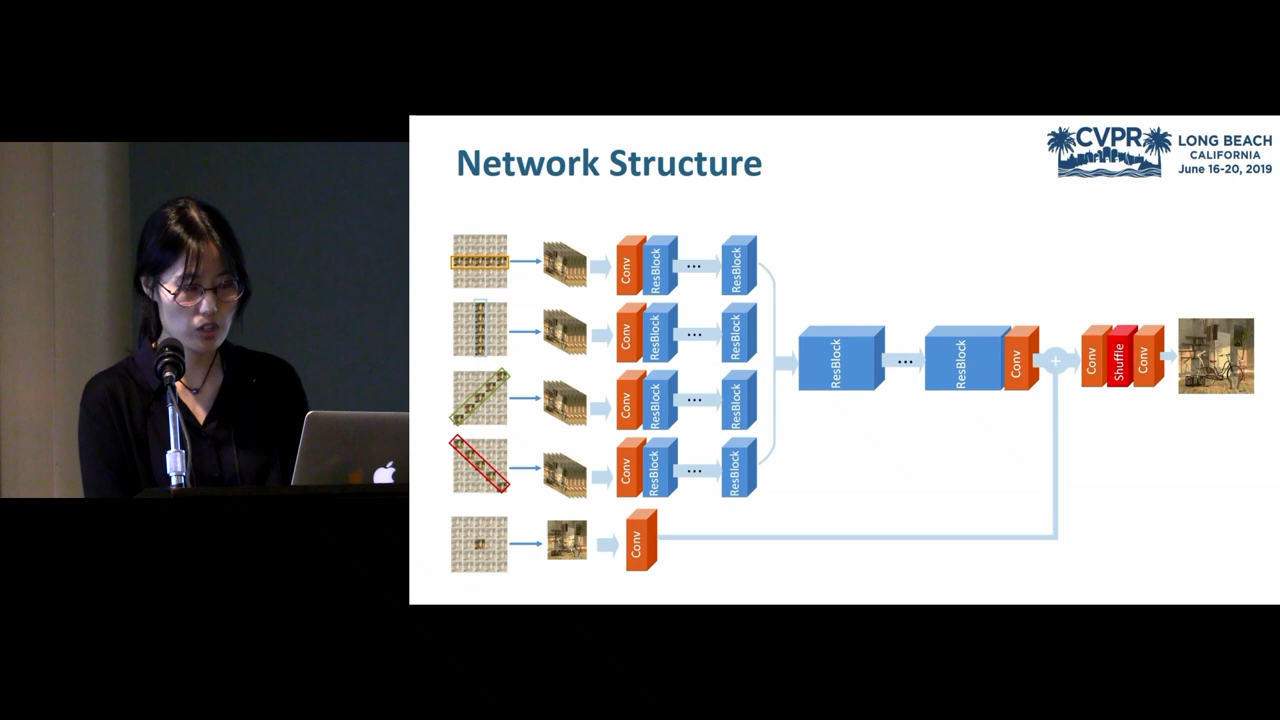 Network Structure
CVPR
LONG BEACH
CALIFORNIA
June 16-20, 2019
Conv
ResBlock
...
ResBlock
Conv
ResBlock
...
ResBlock
Conv
ResBlock
...
ResBlock
Conv
ResBlock
...
ResBlock
Conv
ResBlock
...
ResBlock
Conv
+
Conv
Shuffle
Conv